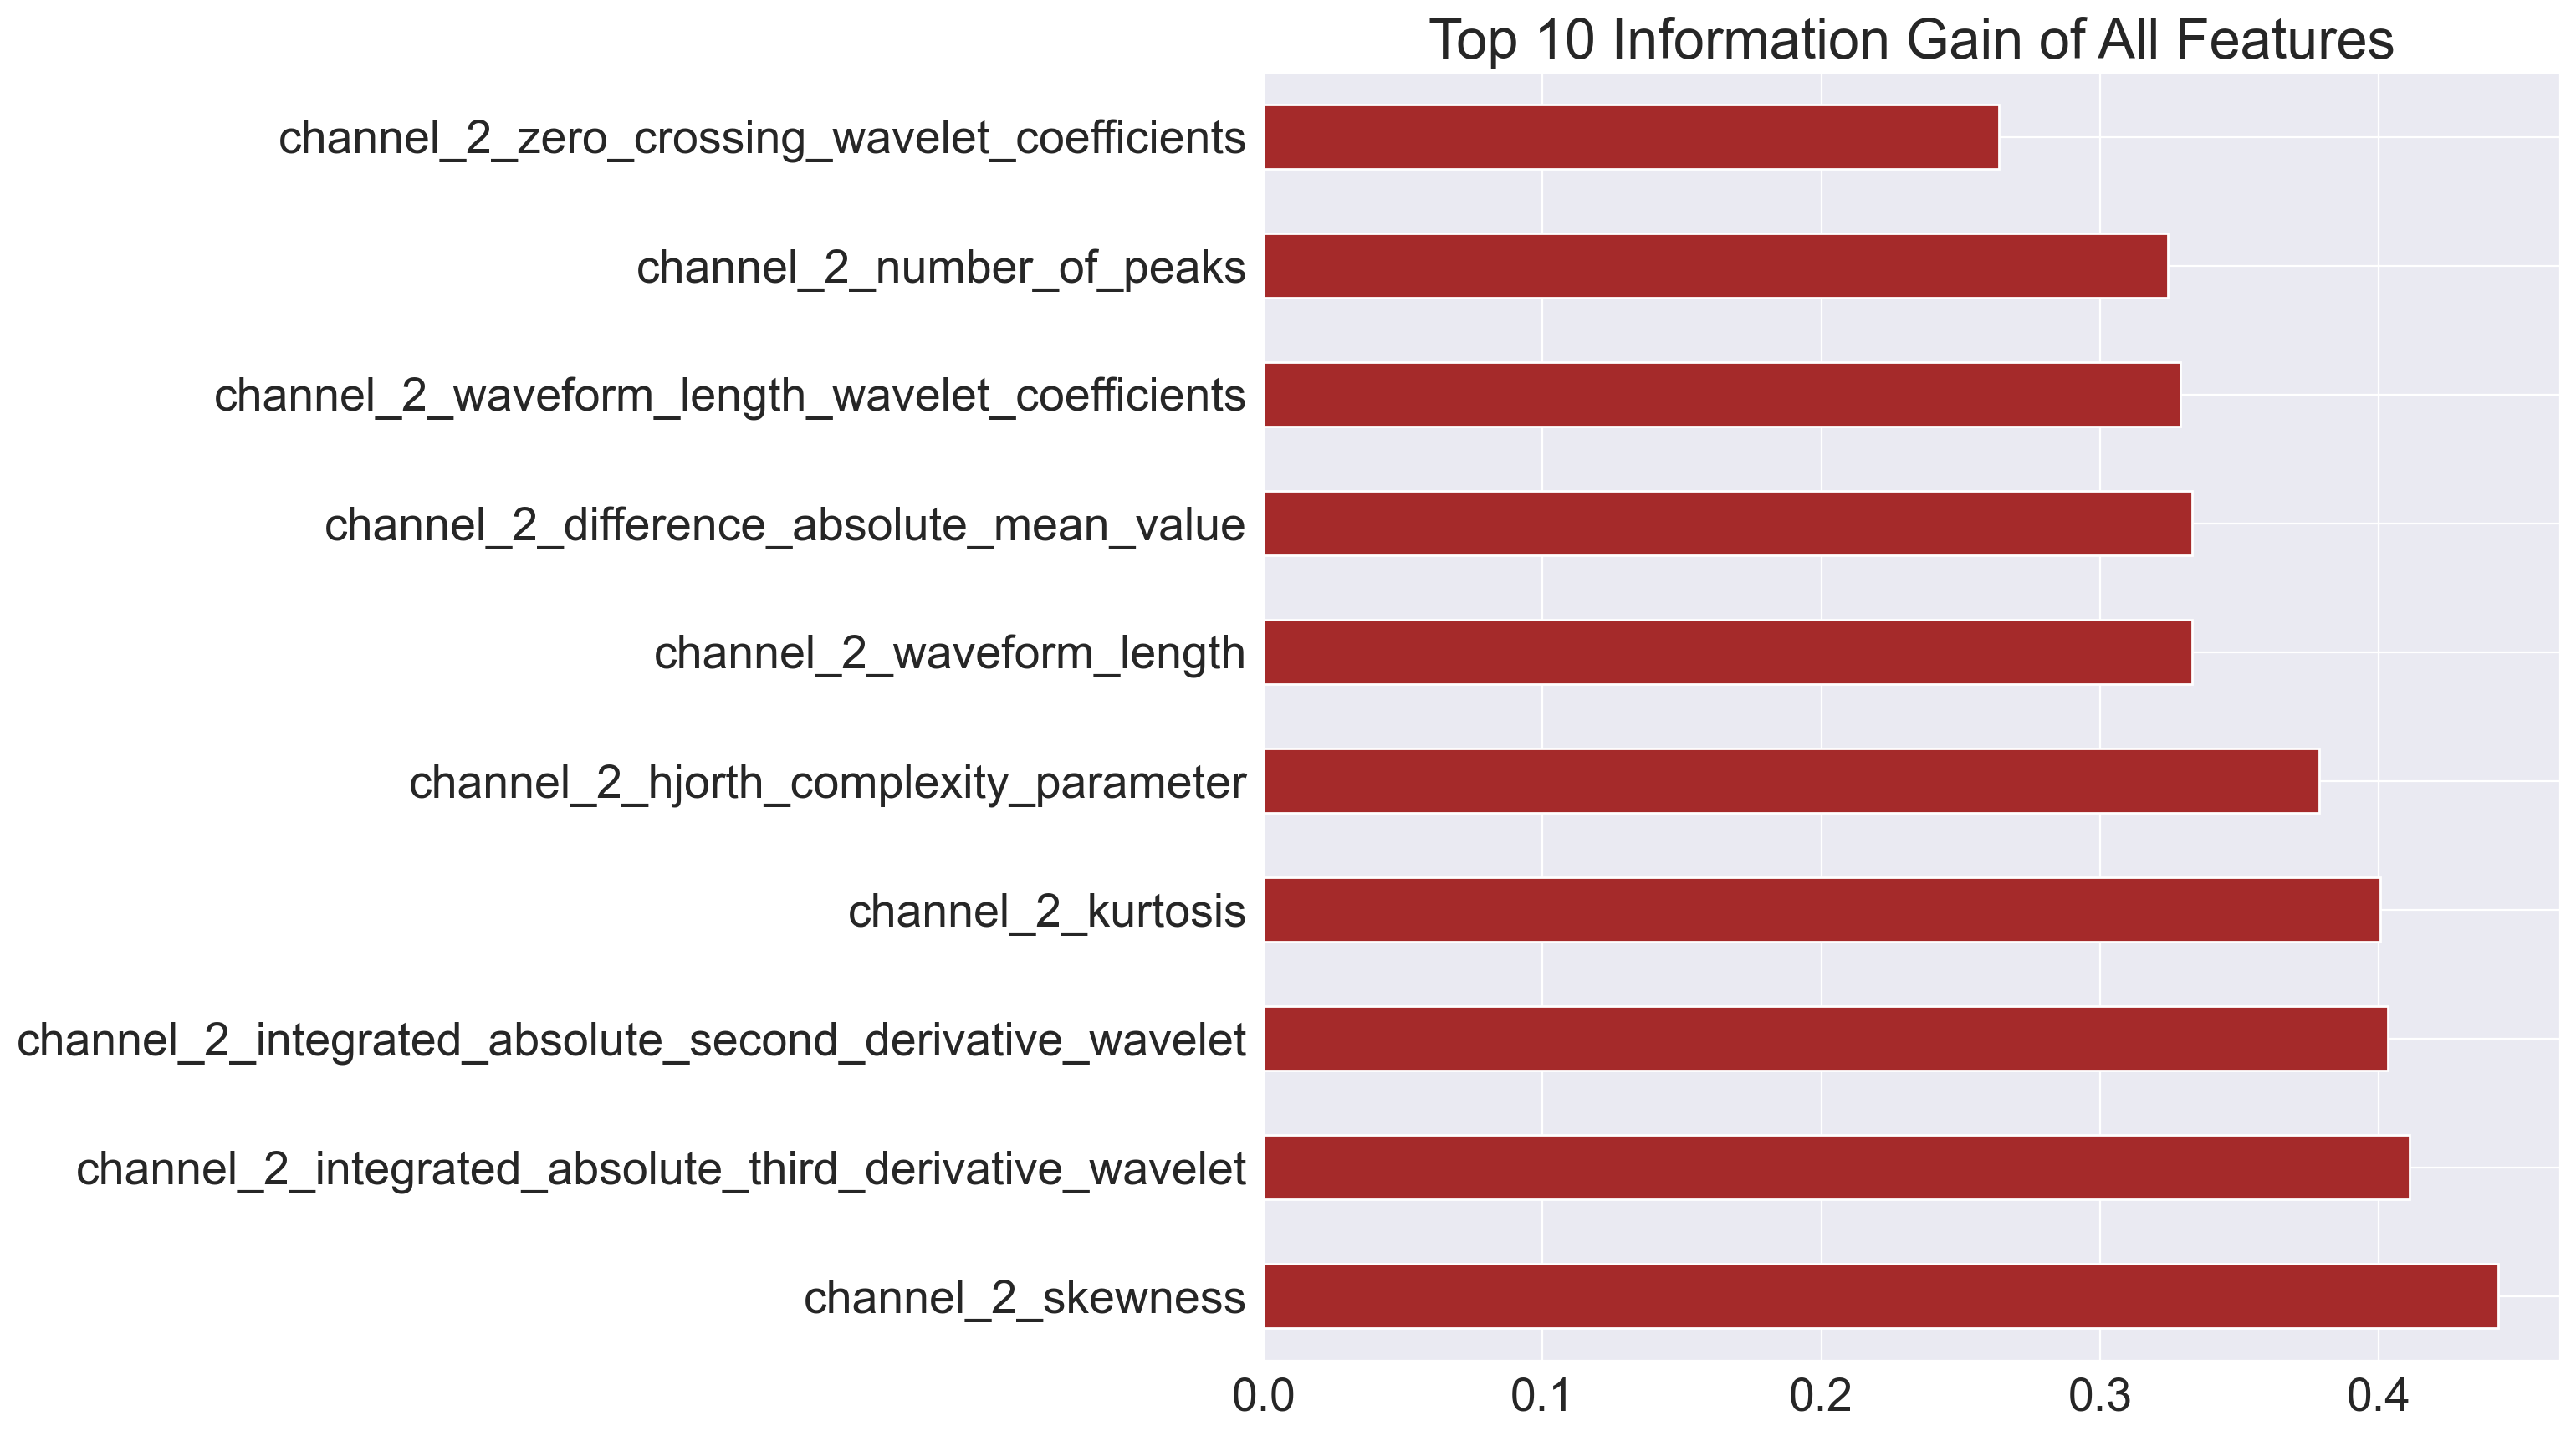 Top 10 Information Gain of All Features
channel_2_zero_crossing_wavelet_coefficients
channel_2_number_of_peaks
channel_2_waveform_length_wavelet_coefficients
channel_2_difference_absolute_mean_value
channel_2_waveform_length
channel_2_hjorth_complexity_parameter
channel_2_kurtosis
channel_2_integrated_absolute_second_derivative_wavelet
channel_2_integrated_absolute_third_derivative_wavelet
channel_2_skewness
0.0 0.1 0.2 0.3 0.4